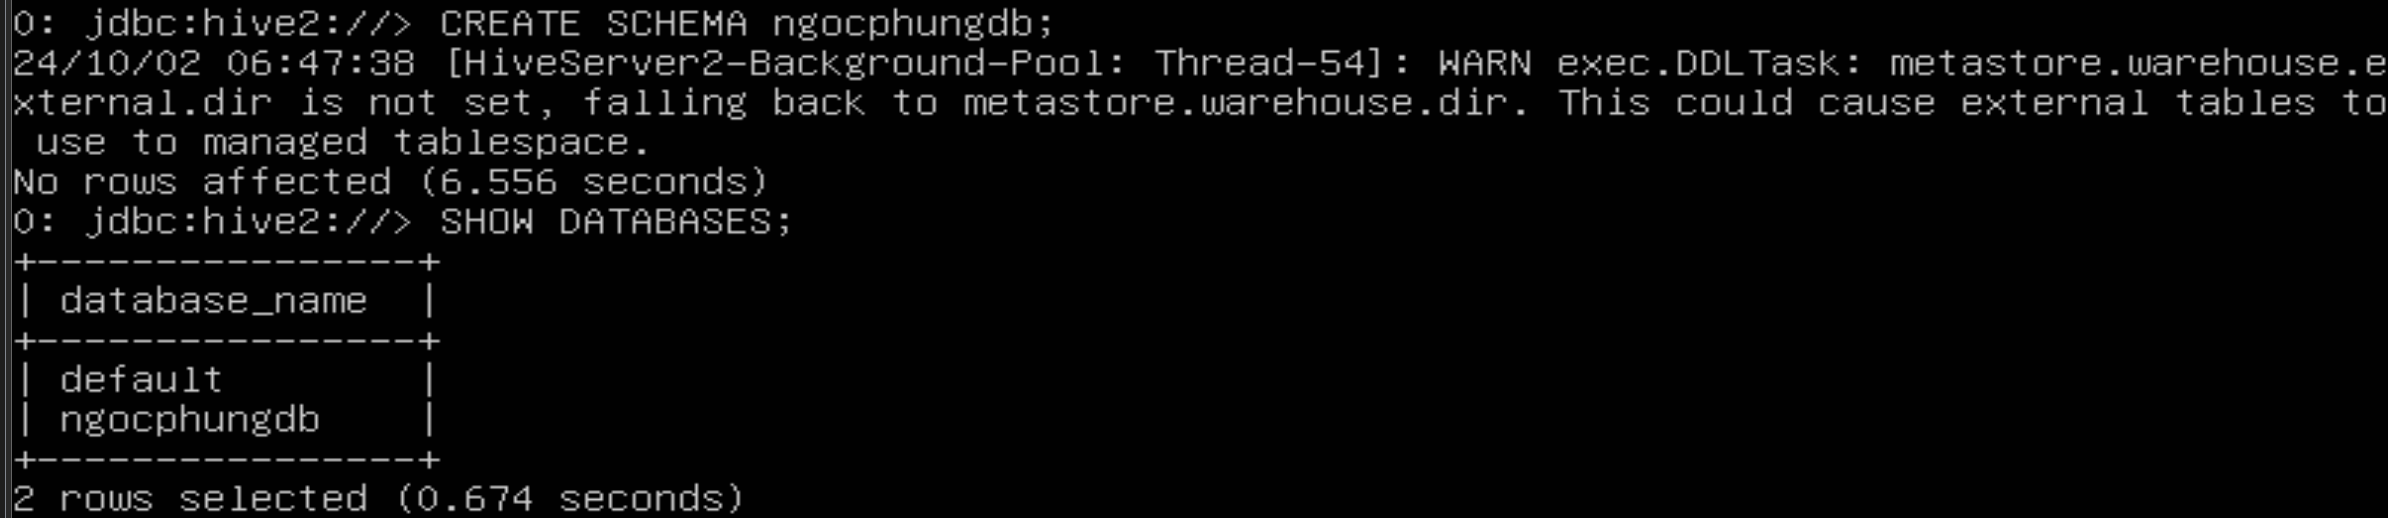 0: jdbc:hive2://> CREATE SCHEMA ngocphungdb;
24/10/02 06:47:38 [HiveServer2-Background-Pool: Thread-54]: WARN exec.DDLTask: metastore.warehouse.e
xternal.dir is not set, falling back to metastore.warehouse.dir. This could cause external tables to
 use to managed tablespace.
No rows affected (6.556 seconds)
0: jdbc:hive2://> SHOW DATABASES;
+----------------+
| database_name  |
+----------------+
| default        |
| ngocphungdb    |
+----------------+
2 rows selected (0.674 seconds)